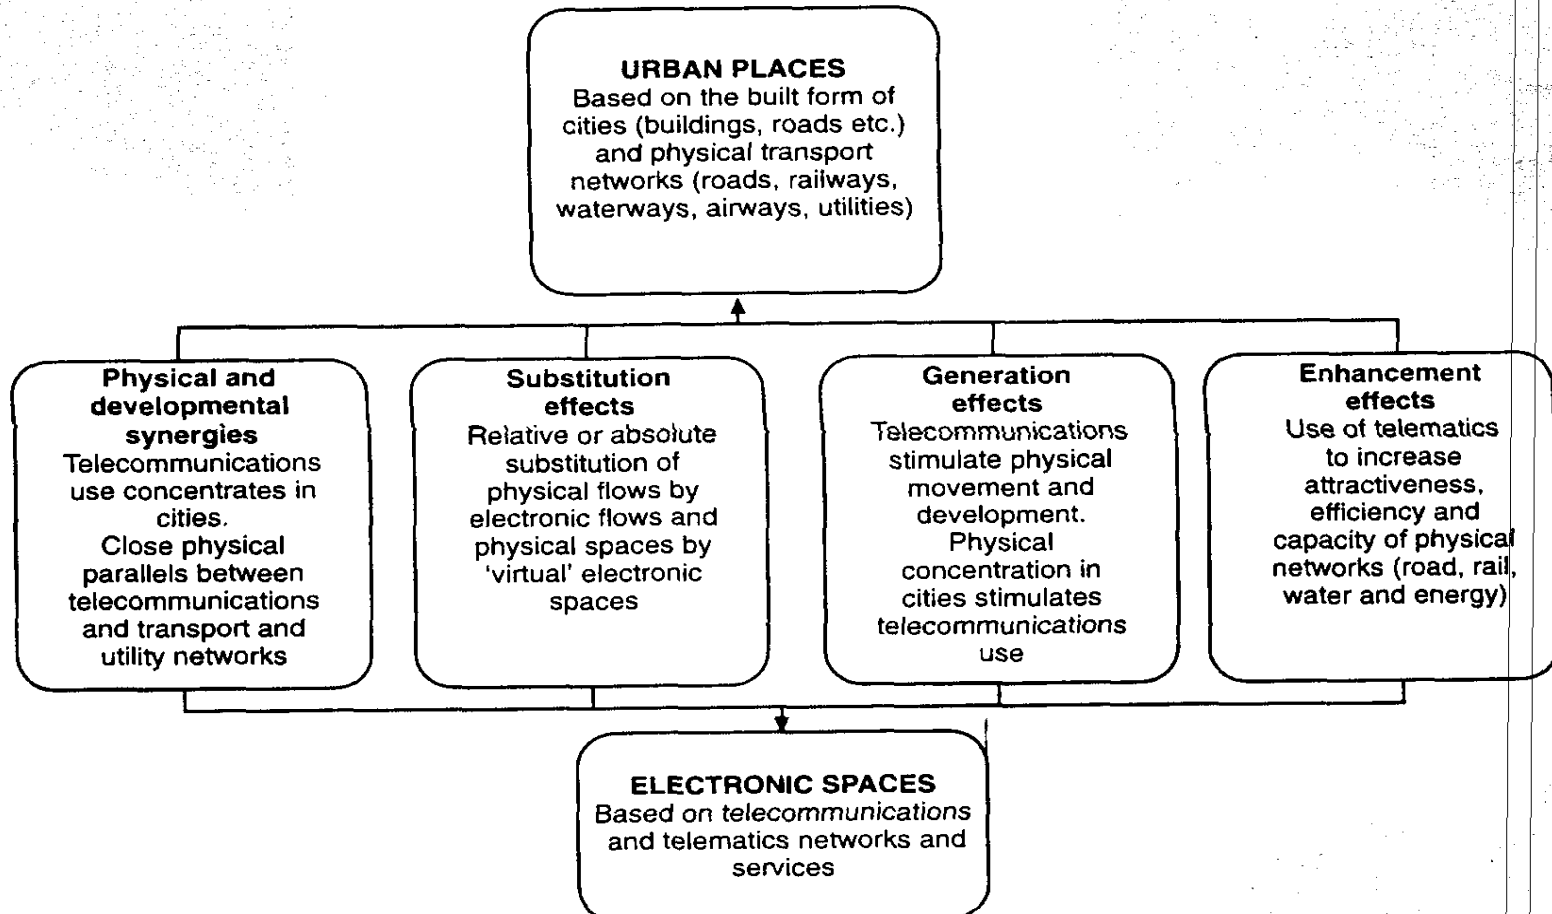 URBAN PLACES
Based on the built form of
cities (buildings, roads etc.)
and physical transport
networks (roads, railways,
waterways, airways, utilities)
Physical and
developmental
synergies
Telecommunications
use concentrates in
cities.
Close physical
parallels between
telecommunications
and transport and
utility networks
Substitution
effects
Relative or absolute
substitution of
physical flows by
electronic flows and
physical spaces by
'virtual' electronic
spaces
Generation
effects
Telecommunications
stimulate physical
movement and
development.
Physical
concentration in
cities stimulates
telecommunications
use
Enhancement
effects
Use of telematics
to increase
attractiveness,
efficiency and
capacity of physical
networks (road, rail,
water and energy)
ELECTRONIC SPACES
Based on telecommunications
and telematics networks and
services